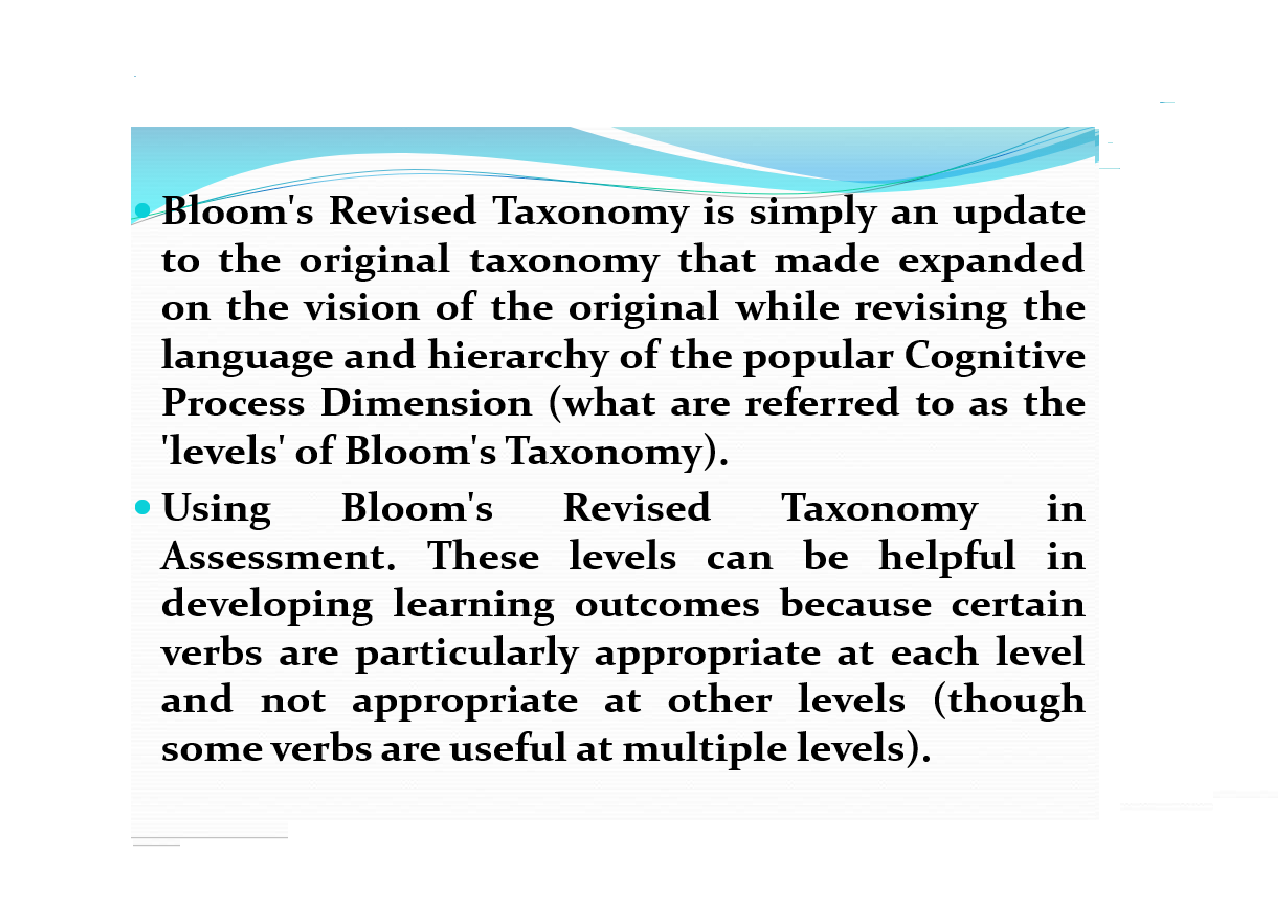 Bloom's Revised Taxonomy is simply an update
to the original taxonomy that made expanded
on the vision of the original while revising the
language and hierarchy of the popular Cognitive
Process Dimension (what are referred to as the
'levels' of Bloom's Taxonomy).
Using Bloom's Revised Taxonomy in
Assessment. These levels can be helpful in
developing learning outcomes because certain
verbs are particularly appropriate at each level
and not appropriate at other levels (though
some verbs are useful at multiple levels).